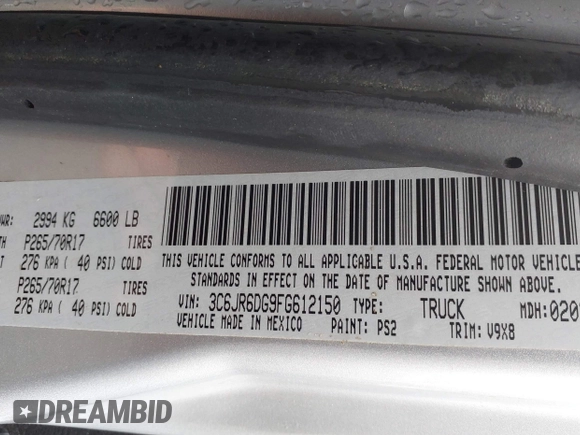 2994 KG 6600 LB
P265/70R17 TIRES
276 KPA ( 40 PSI) COLD
P265/70R17 TIRES
276 KPA ( 40 PSI) COLD
THIS VEHICLE CONFORMS TO ALL APPLICABLE U.S.A. FEDERAL MOTOR VEHICLE
STANDARDS IN EFFECT ON THE DATE OF MANUFACTURE SHOWN ABOVE.
VIN: 3C6JR6DG9FG612150 TYPE: TRUCK MDH:020
VEHICLE MADE IN MEXICO PAINT: PS2 TRIM: V9X8
DREAMBID